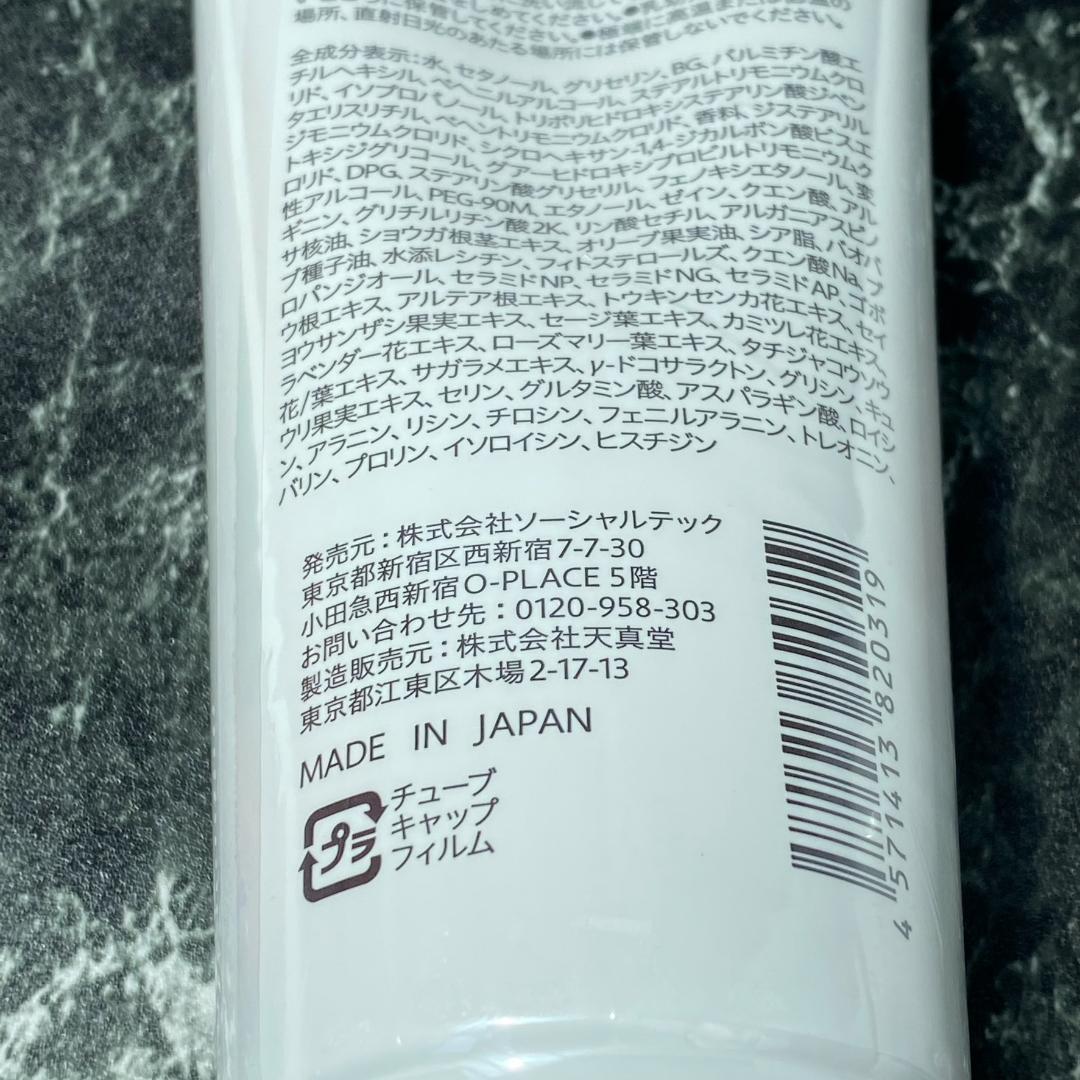 に保管してください。●乳
場所、直射日光のあたる場所には保管しないでください。
全成分表示：水、セタノール、グリセリン、BG、パルミチン酸エ
チルヘキシル、ベヘニルアルコール、ステアルトリモニウムクロ
リド、イソプロパノール、トリポリヒドロキシステアリン酸ジペン
タエリスリチル、ベヘントリモニウムクロリド、香料、ジステアリル
ジモニウムクロリド、シクロヘキサン-1,4-ジカルボン酸ビスエ
トキシジグリコール、グアーヒドロキシプロピルトリモニウムク
ロリド、DPG、ステアリン酸グリセリル、フェノキシエタノール、変
性アルコール、PEG-90M、エタノール、ゼイン、クエン酸、アル
ギニン、グリチルリチン酸2K、リン酸セチル、アルガニアスピノ
サ核油、ショウガ根茎エキス、オリーブ果実油、シア脂、バオバ
ブ種子油、水添レシチン、フィトステロールズ、クエン酸Na、プ
ロパンジオール、セラミドNP、セラミドNG、セラミドAP、ゴボ
ウ根エキス、アルテア根エキス、トウキンセンカ花エキス、セイ
ヨウサンザシ果実エキス、セージ葉エキス、カミツレ花エキス、
ラベンダー花エキス、ローズマリー葉エキス、タチジャコウソウ
花/葉エキス、サガラメエキス、γ-ドコサラクトン、グリシン、キュ
ウリ果実エキス、セリン、グルタミン酸、アスパラギン酸、ロイシ
ン、アラニン、リシン、チロシン、フェニルアラニン、トレオニン、
バリン、プロリン、イソロイシン、ヒスチジン
発売元：株式会社ソーシャルテック
東京都新宿区西新宿7-7-30
小田急西新宿O-PLACE 5階
お問い合わせ先：0120-958-303
製造販売元：株式会社天真堂
東京都江東区木場2-17-13
MADE IN JAPAN
プラ
チューブ
キャップ
フィルム
4 571413 820319